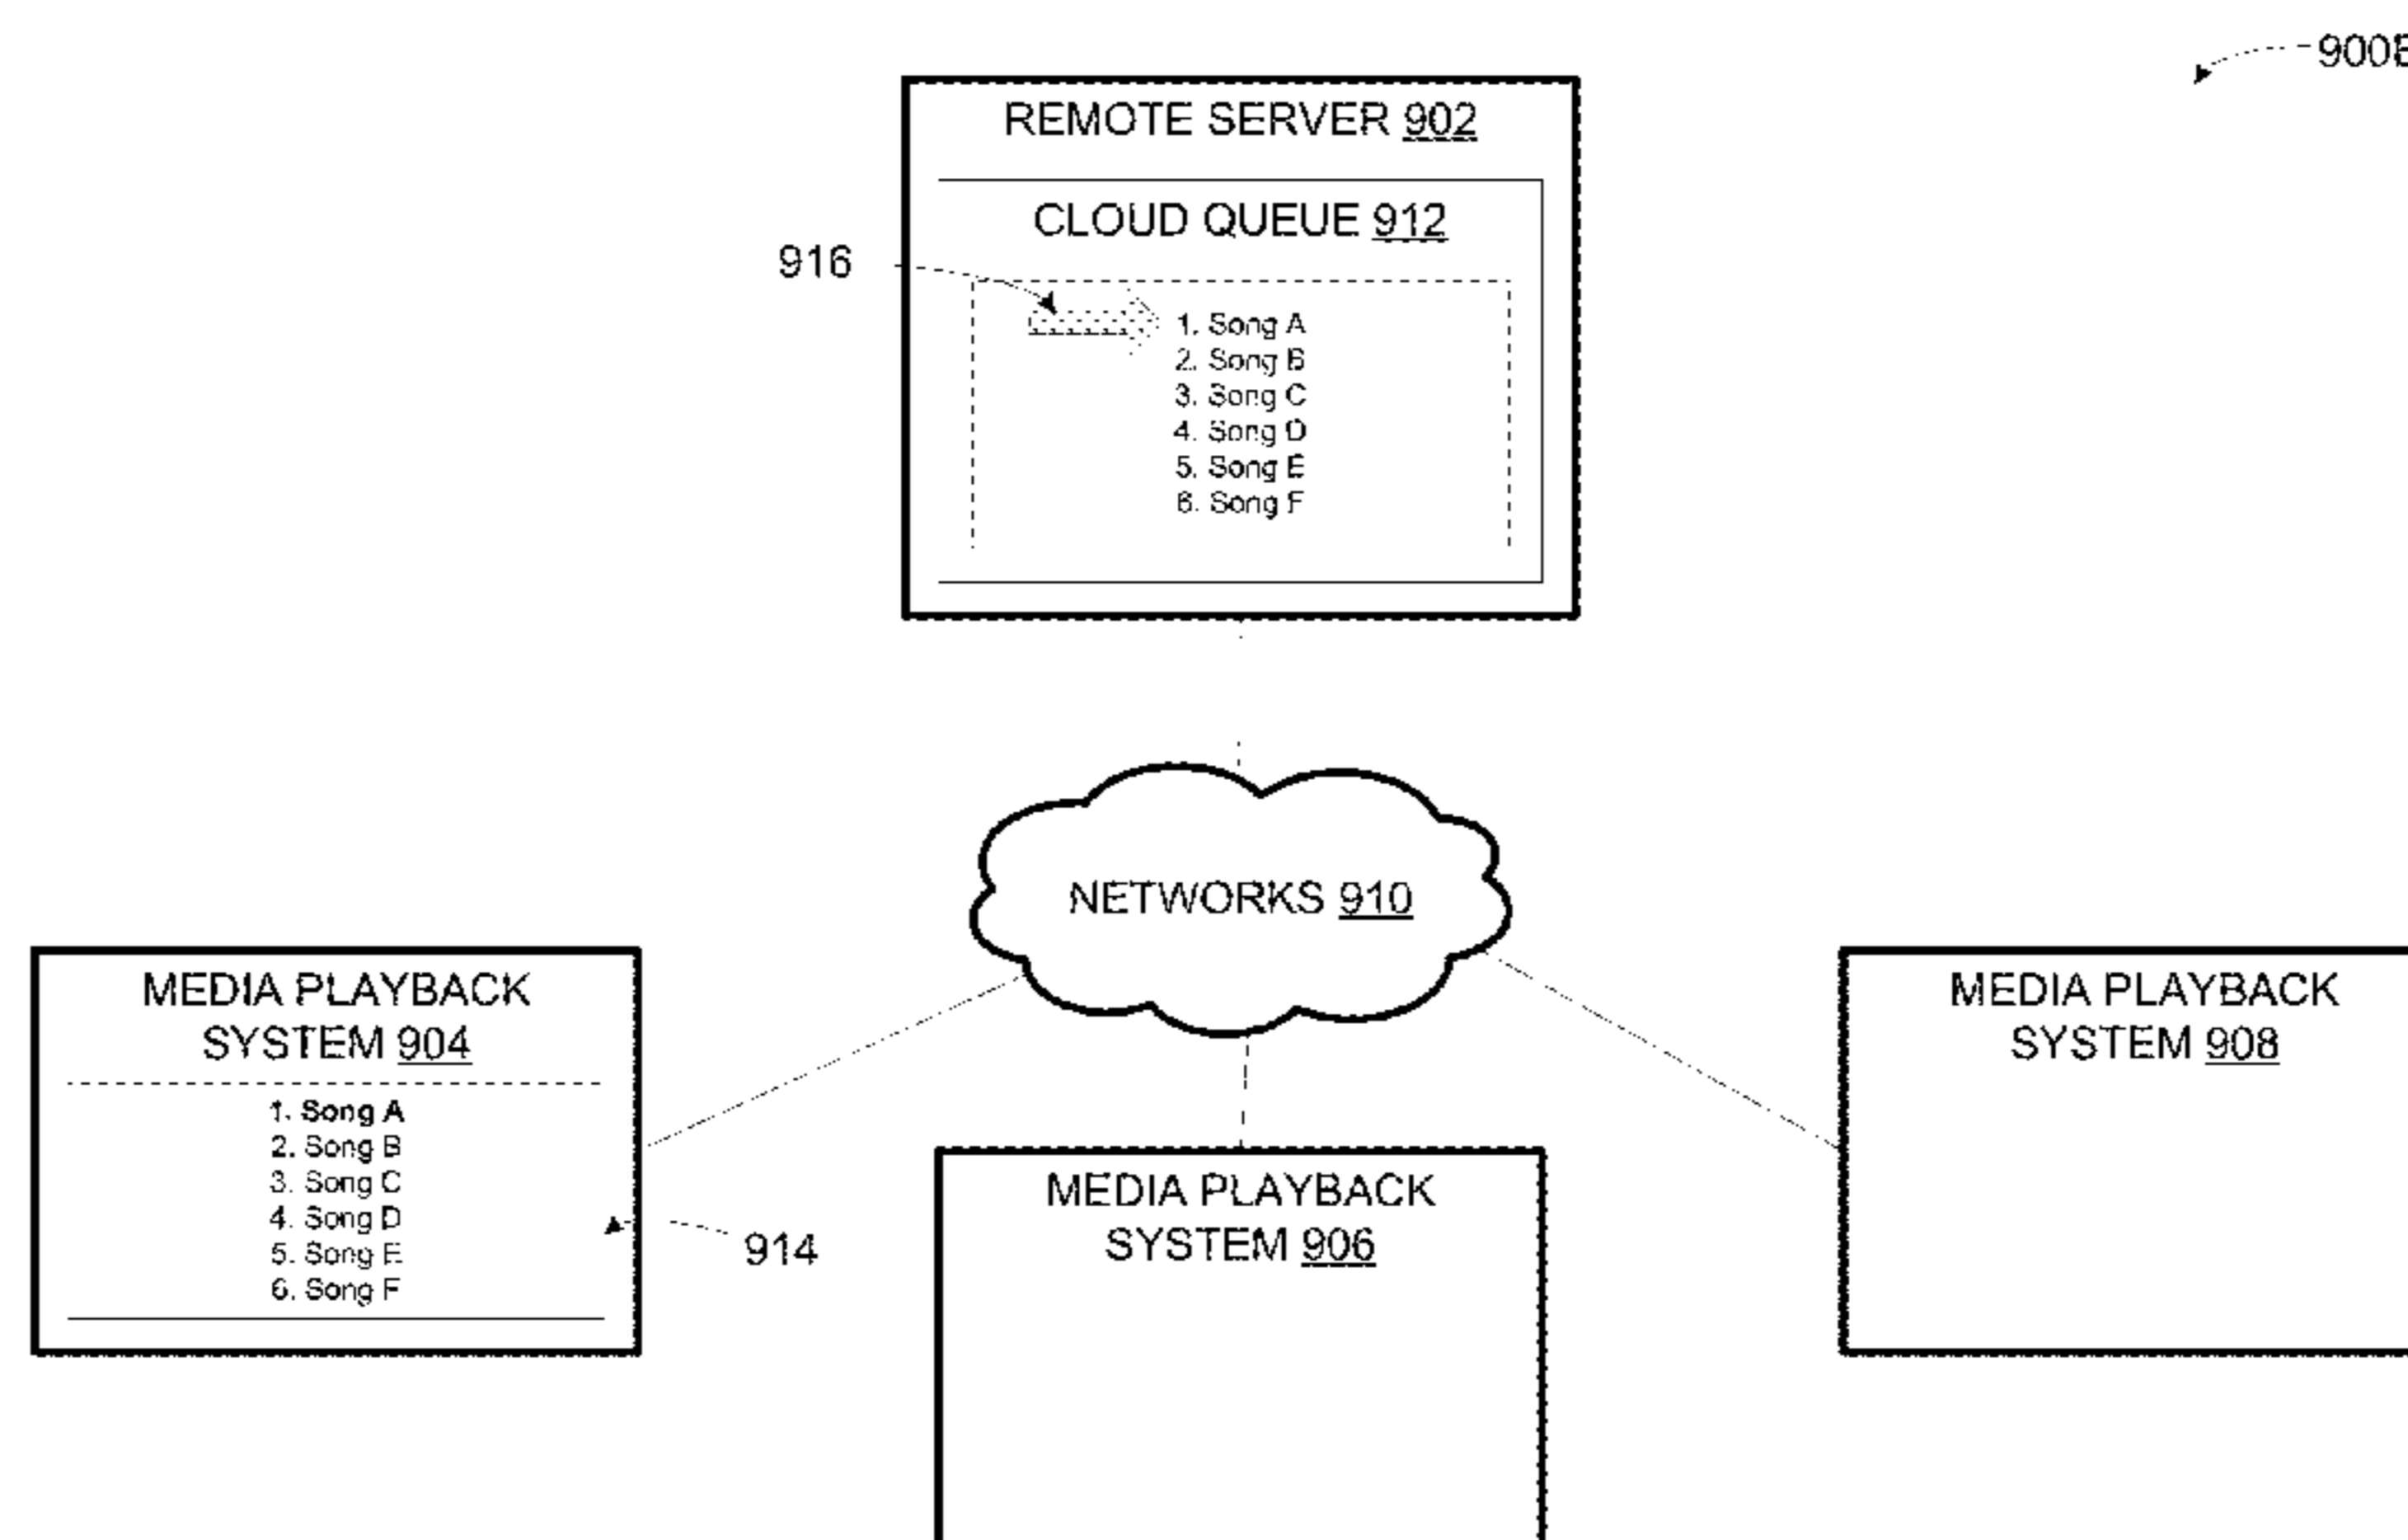 900B
REMOTE SERVER 902
CLOUD QUEUE 912
916
1. Song A
2. Song B
3. Song C
4. Song D
5. Song E
6. Song F
NETWORKS 910
MEDIA PLAYBACK
SYSTEM 904
1. Song A
2. Song B
3. Song C
4. Song D
5. Song E
6. Song F
914
MEDIA PLAYBACK
SYSTEM 906
MEDIA PLAYBACK
SYSTEM 908